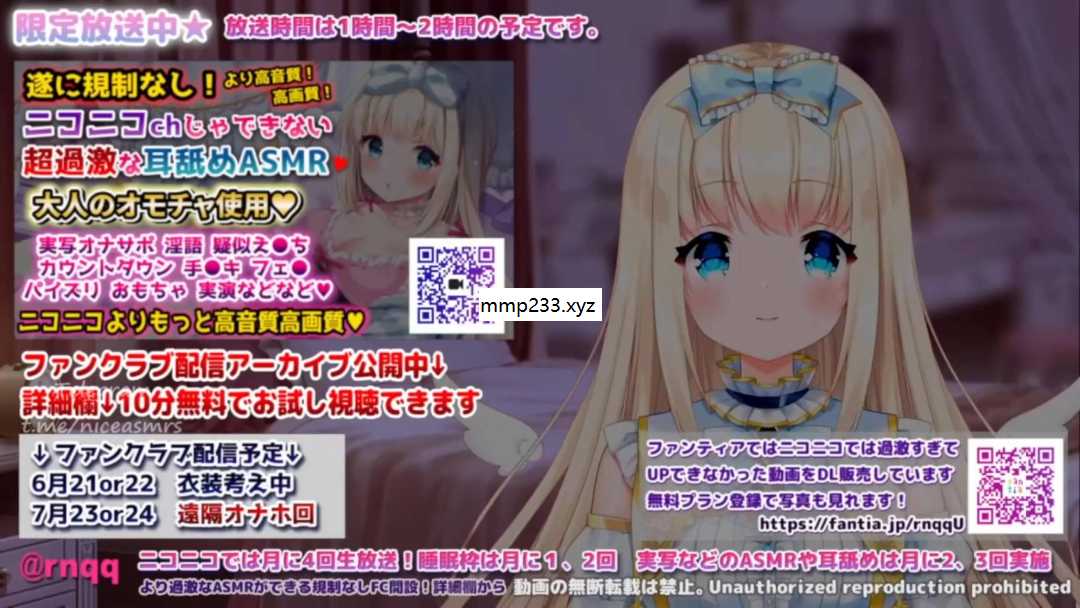 限定放送中★ 放送時間は1時間～2時間の予定です。
遂に規制なし！より高音質！
高画質！
ニコニコchじゃできない
超過激な耳舐めASMR♥
大人のオモチャ使用♡
実写オナサポ 淫語 疑似え●ち
カウントダウン 手●キ フェ●
パイズリ おもちゃ 実演などなど♥
ニコニコよりもっと高音質高画質♥
mmp233.xyz
ファンクラブ配信アーカイブ公開中↓
詳細欄↓10分無料でお試し視聴できます
t.me/niceasmrs
↓ファンクラブ配信予定↓
6月21or22 衣装考え中
7月23or24 遠隔オナホ回
ファンティアではニコニコでは過激すぎて
UPできなかった動画をDL販売しています
無料プラン登録で写真も見れます！
https://fantia.jp/rnqqU
@rnqq ニコニコでは月に4回生放送！睡眠枠は月に１、2回 実写などのASMRや耳舐めは月に2、3回実施
より過激なASMRができる規制なしFC開設！詳細欄から 動画の無断転載は禁止。Unauthorized reproduction prohibited